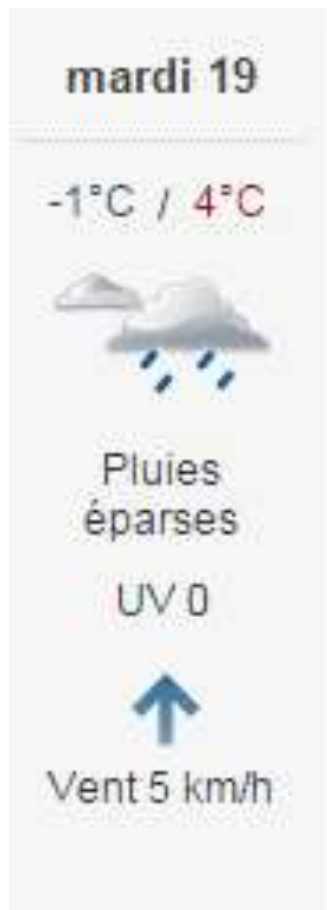 mardi 19
-1°C / 4°C
Pluies
éparses
UV 0
Vent 5 km/h